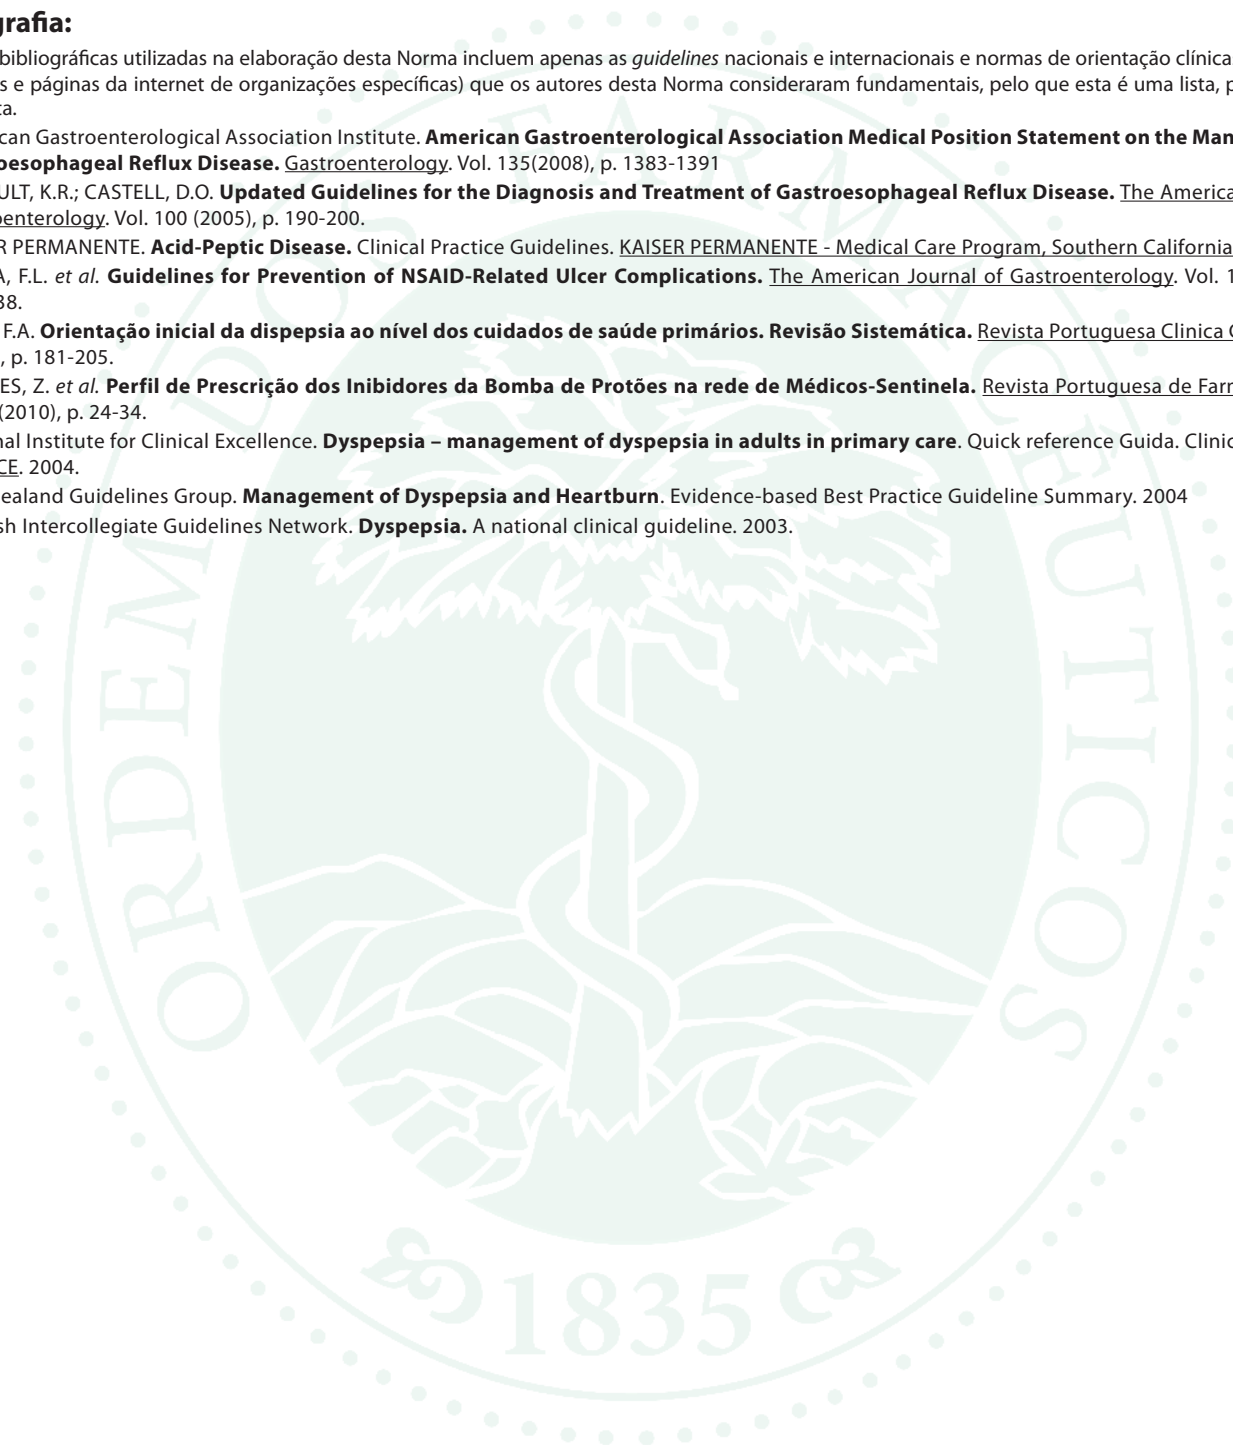 grafia:
bibliográficas utilizadas na elaboração desta Norma incluem apenas as guidelines nacionais e internacionais e normas de orientação clínica
s e páginas da internet de organizações específicas) que os autores desta Norma consideraram fundamentais, pelo que esta é uma lista, p
ta.
can Gastroenterological Association Institute. American Gastroenterological Association Medical Position Statement on the Man
oesophageal Reflux Disease. Gastroenterology. Vol. 135(2008), p. 1383-1391
ULT, K.R.; CASTELL, D.O. Updated Guidelines for the Diagnosis and Treatment of Gastroesophageal Reflux Disease. The America
oenterology. Vol. 100 (2005), p. 190-200.
R PERMANENTE. Acid-Peptic Disease. Clinical Practice Guidelines. KAISER PERMANENTE - Medical Care Program, Southern California
A, F.L. et al. Guidelines for Prevention of NSAID-Related Ulcer Complications. The American Journal of Gastroenterology. Vol. 1
38.
F.A. Orientação inicial da dispepsia ao nível dos cuidados de saúde primários. Revisão Sistemática. Revista Portuguesa Clinica
, p. 181-205.
ES, Z. et al. Perfil de Prescrição dos Inibidores da Bomba de Protões na rede de Médicos-Sentinela. Revista Portuguesa de Farm
(2010), p. 24-34.
nal Institute for Clinical Excellence. Dyspepsia – management of dyspepsia in adults in primary care. Quick reference Guida. Clinic
CE. 2004.
ealand Guidelines Group. Management of Dyspepsia and Heartburn. Evidence-based Best Practice Guideline Summary. 2004
sh Intercollegiate Guidelines Network. Dyspepsia. A national clinical guideline. 2003.
ORDEM DOS FARMACEUTICOS
1835